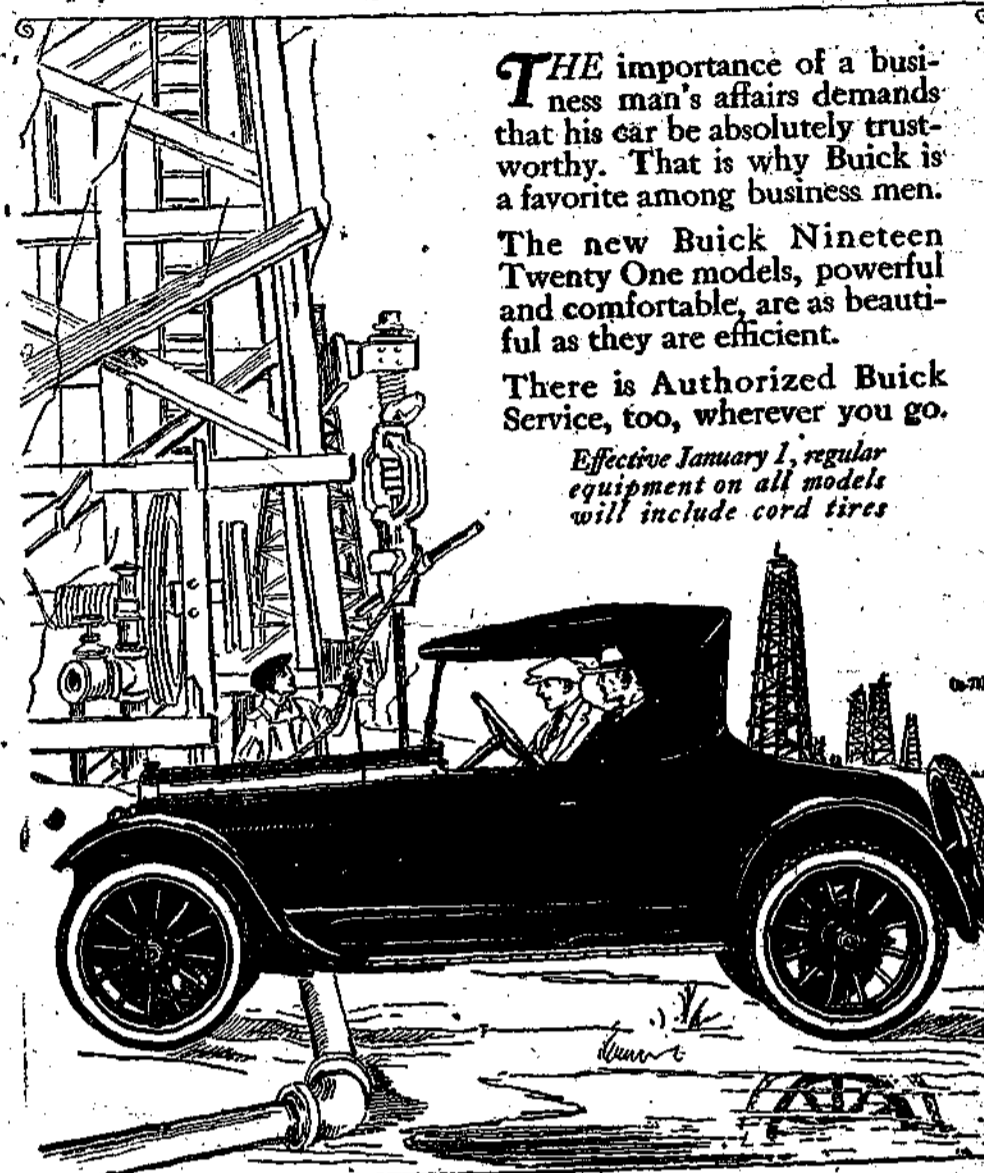 THE importance of a busi-
ness man's affairs demands
that his car be absolutely trust-
worthy. That is why Buick is
a favorite among business men.
The new Buick Nineteen
Twenty One models, powerful
and comfortable, are as beauti-
ful as they are efficient.
There is Authorized Buick
Service, too, wherever you go.
Effective January 1, regular
equipment on all models
will include cord tires